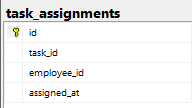 task_assignments
id
task_id
employee_id
assigned_at